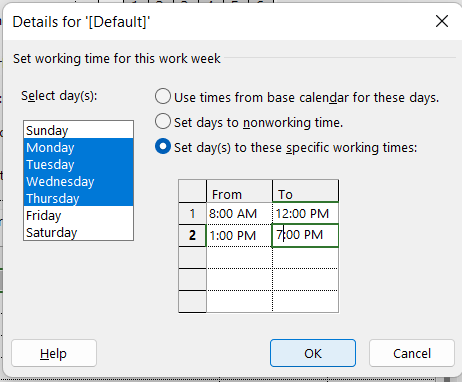 Details for '[Default]'
Set working time for this work week
Select day(s):
Sunday
Monday
Tuesday
Wednesday
Thursday
Friday
Saturday
Use times from base calendar for these days.
Set days to nonworking time.
Set day(s) to these specific working times:
From To
1 8:00 AM 12:00 PM
2 1:00 PM 7:00 PM
Help OK Cancel